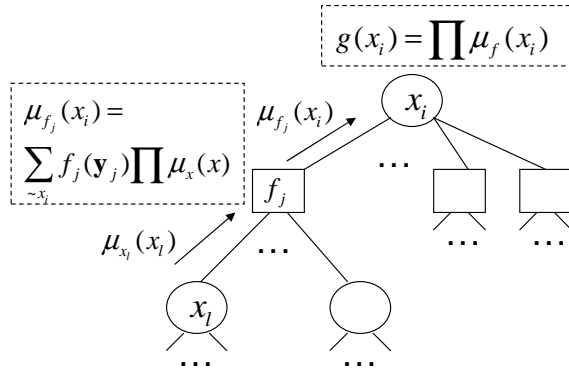 g(x_i) = ∏ μ_f(x_i)
μ_{f_j}(x_i) =
∑_{~x_i} f_j(𝐲_j) ∏ μ_x(x)
μ_{f_j}(x_i)
x_i
...
f_j
μ_{x_l}(x_l)
...
...
...
x_l
...
...